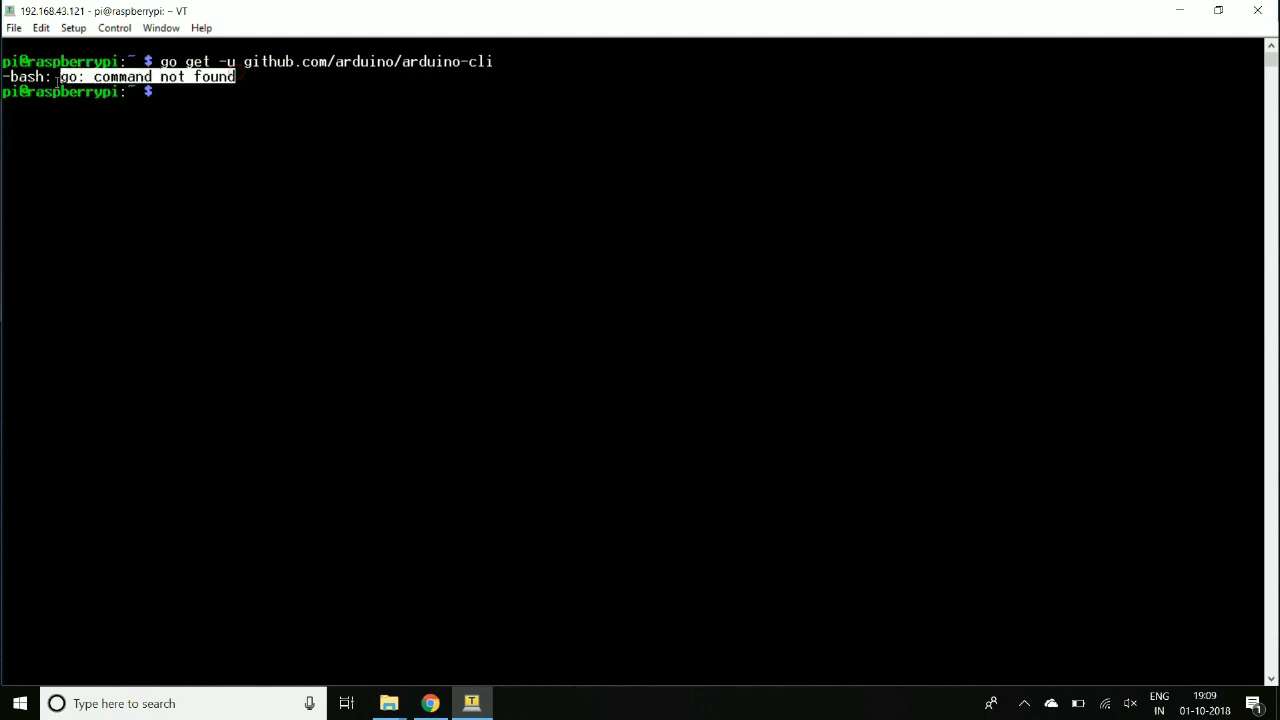 192.168.43.121 - pi@raspberrypi: ~ VT
File Edit Setup Control Window Help
pi@raspberrypi:~ $ go get -u github.com/arduino/arduino-cli
-bash: go: command not found
pi@raspberrypi:~ $
Type here to search
ENG
19:09
IN
01-10-2018
1